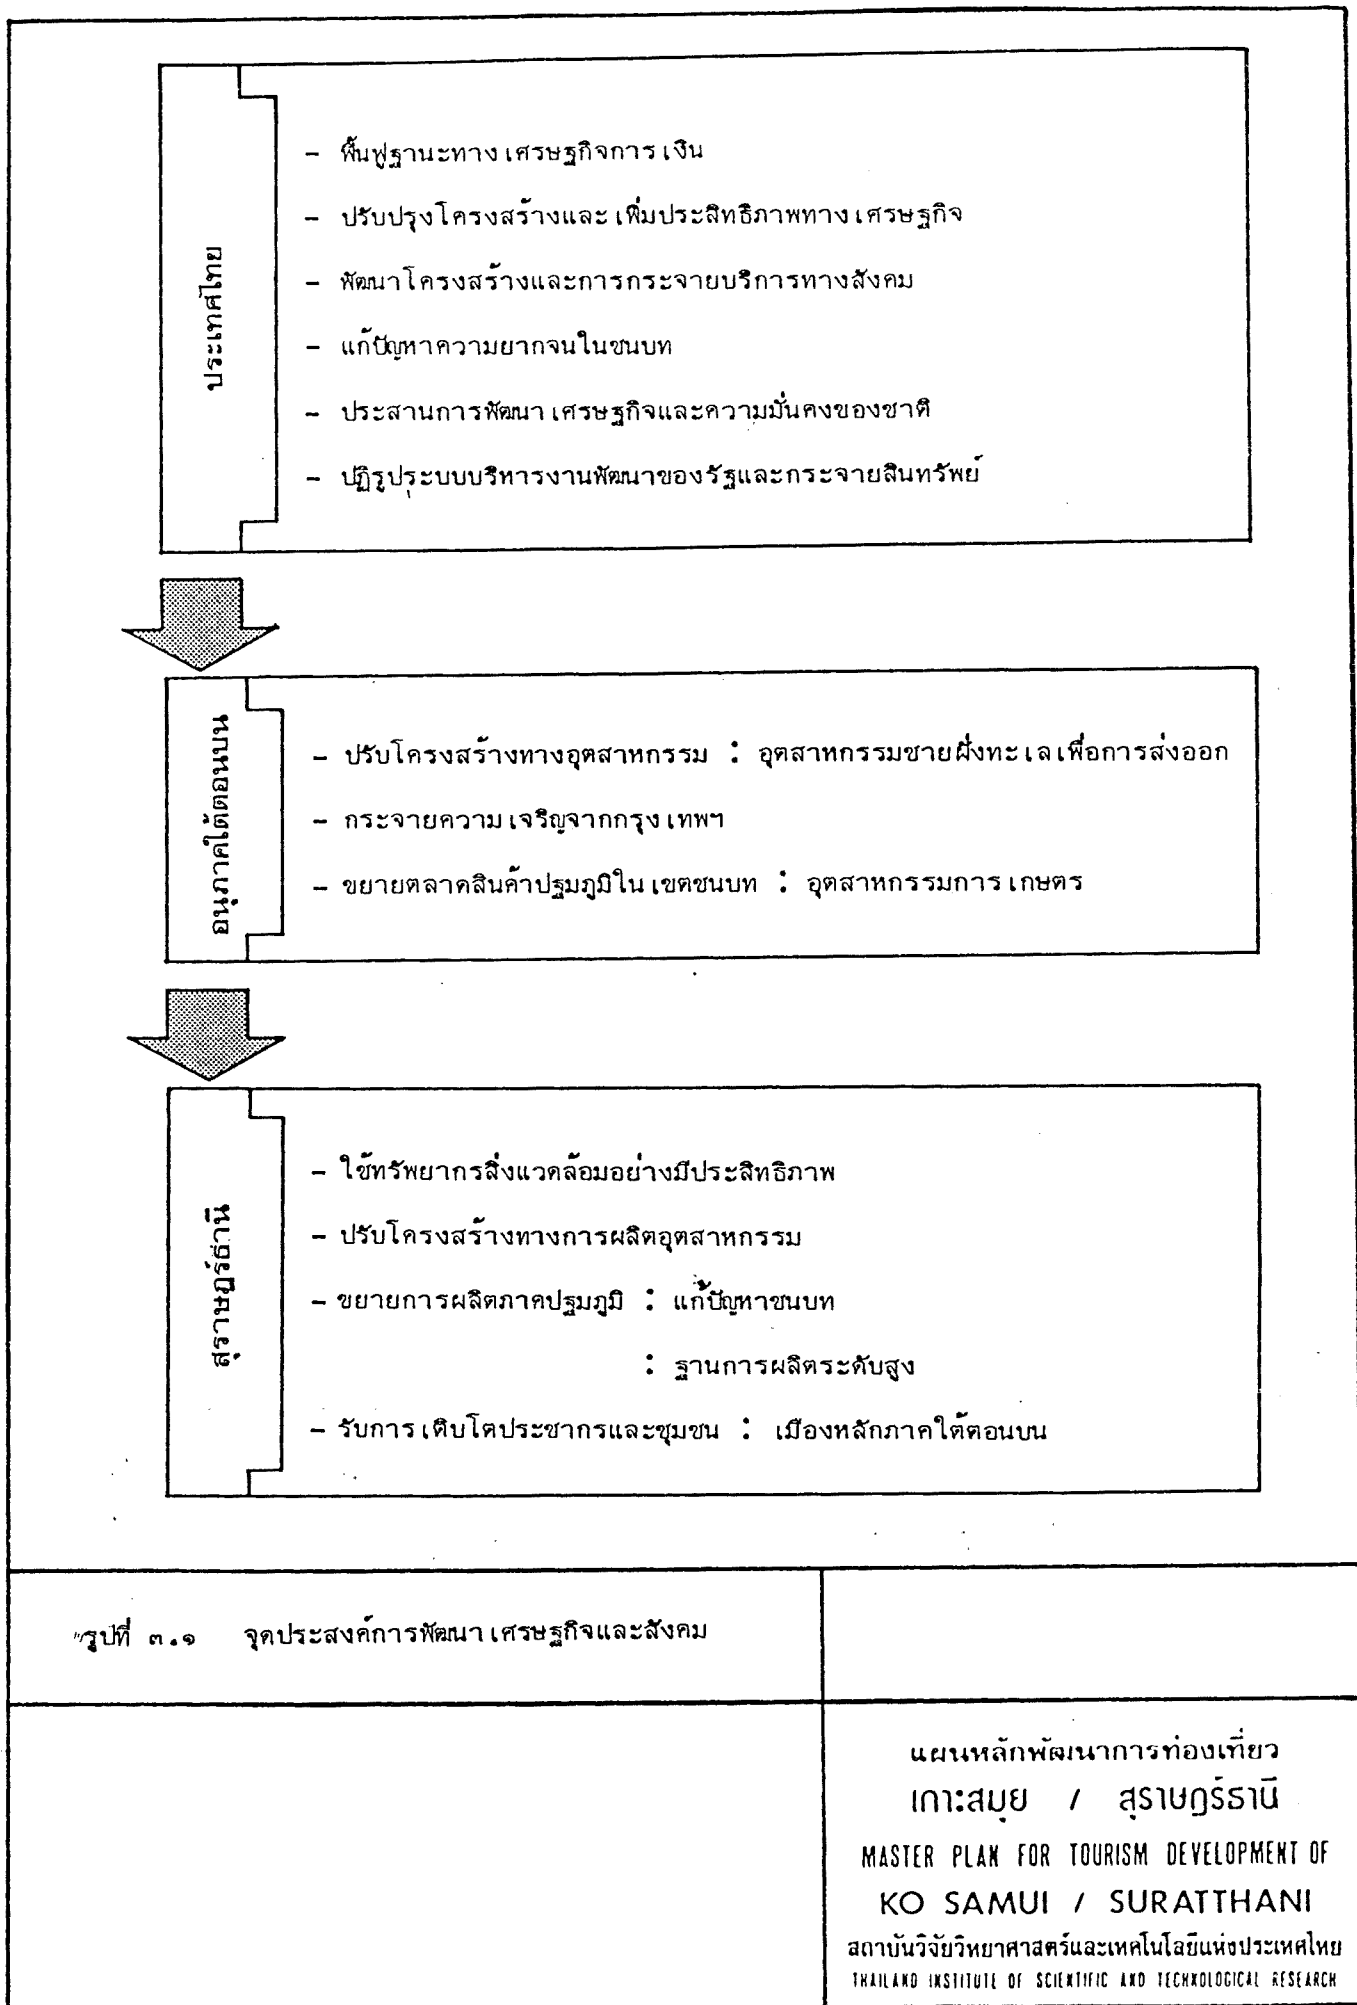 ประเทศไทย
- พื้นฟูฐานะทางเศรษฐกิจการเงิน
- ปรับปรุงโครงสร้างและเพิ่มประสิทธิภาพทางเศรษฐกิจ
- พัฒนาโครงสร้างและการกระจายบริการทางสังคม
- แก้ปัญหาความยากจนในชนบท
- ประสานการพัฒนาเศรษฐกิจและความมั่นคงของชาติ
- ปฏิรูประบบบริหารงานพัฒนาของรัฐและกระจายสินทรัพย์
อนุภาคใต้ตอนบน
- ปรับโครงสร้างทางอุตสาหกรรม : อุตสาหกรรมชายฝั่งทะเลเพื่อการส่งออก
- กระจายความเจริญจากกรุงเทพฯ
- ขยายตลาดสินค้าปฐมภูมิในเขตชนบท : อุตสาหกรรมการเกษตร
สุราษฎร์ธานี
- ใช้ทรัพยากรสิ่งแวดล้อมอย่างมีประสิทธิภาพ
- ปรับโครงสร้างทางการผลิตอุตสาหกรรม
- ขยายการผลิตภาคปฐมภูมิ : แก้ปัญหาชนบท
: ฐานการผลิตระดับสูง
- รับการเติบโตประชากรและชุมชน : เมืองหลักภาคใต้ตอนบน
รูปที่ ๓.๑ จุดประสงค์การพัฒนาเศรษฐกิจและสังคม
แผนหลักพัฒนาการท่องเที่ยว
เกาะสมุย / สุราษฎร์ธานี
MASTER PLAN FOR TOURISM DEVELOPMENT OF
KO SAMUI / SURATTHANI
สถาบันวิจัยวิทยาศาสตร์และเทคโนโลยีแห่งประเทศไทย
THAILAND INSTITUTE OF SCIENTIFIC AND TECHNOLOGICAL RESEARCH